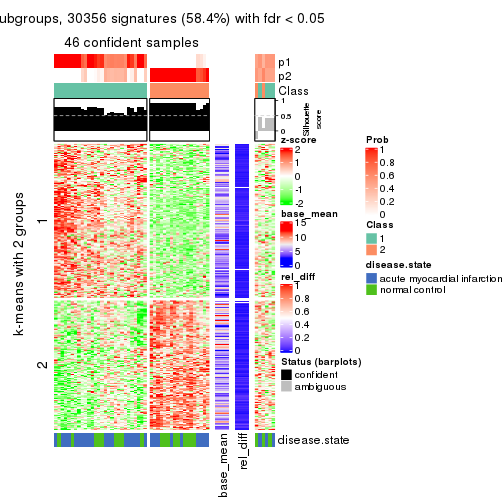 ubgroups, 30356 signatures (58.4%) with fdr < 0.05
46 confident samples
p1
p2
Class
1
0.5
0
Silhouette
score
k-means with 2 groups
1
2
z-score
2
1
0
-1
-2
base_mean
15
10
5
0
rel_diff
1
0.8
0.6
0.4
0.2
0
Status (barplots)
confident
ambiguous
Prob
1
0.8
0.6
0.4
0.2
0
Class
1
2
disease.state
acute myocardial infarction
normal control
disease.state
base_mean
rel_diff